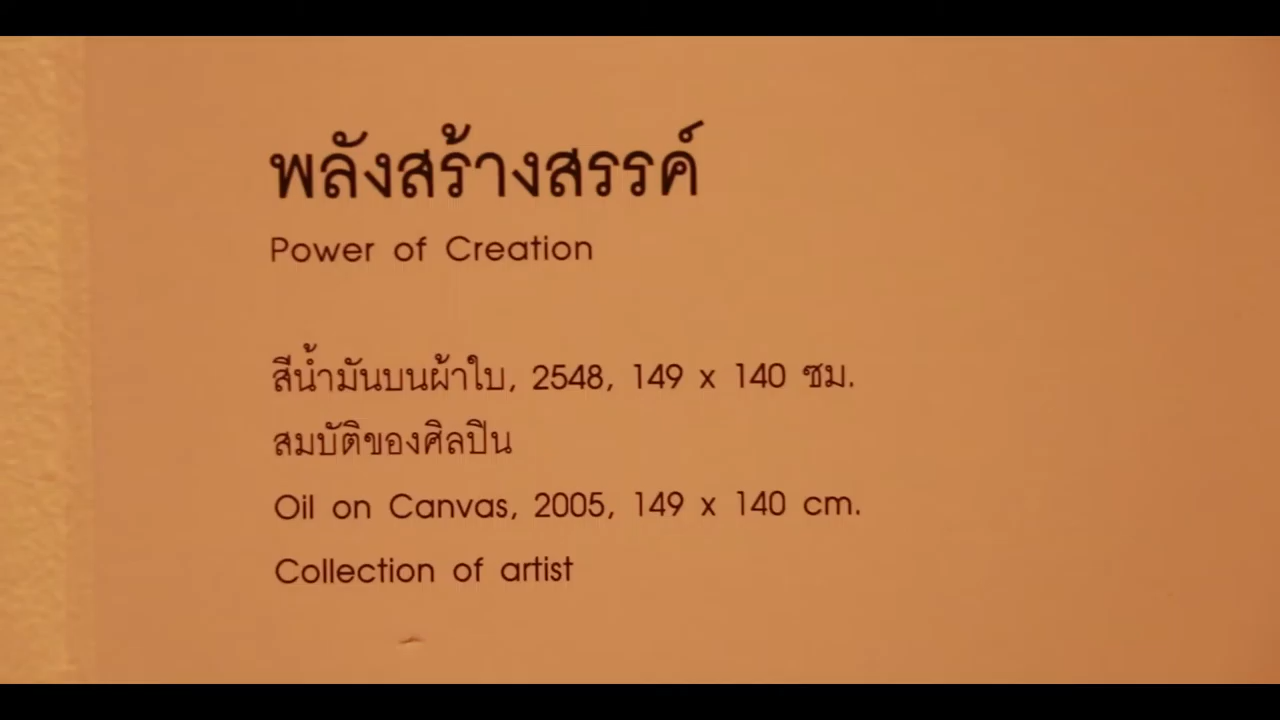 พลังสร้างสรรค์
Power of Creation
สีน้ำมันบนผ้าใบ, 2548, 149 x 140 ซม.
สมบัติของศิลปิน
Oil on Canvas, 2005, 149 x 140 cm.
Collection of artist